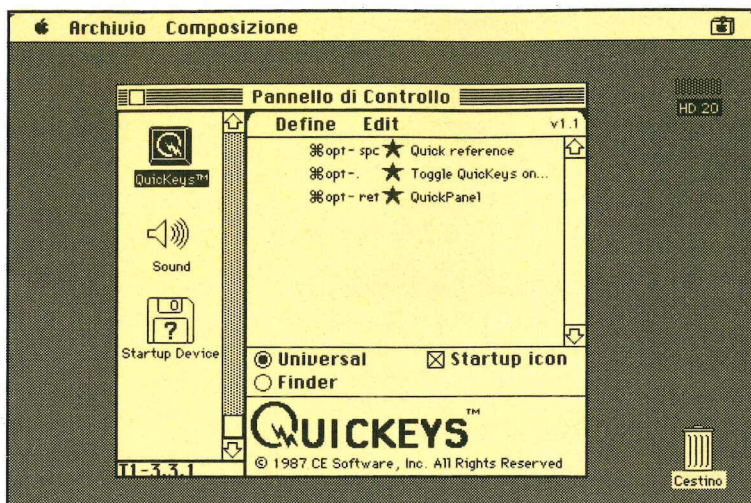 Archivio Composizione
Pannello di Controllo
HD 20
Define Edit v1.1
⌘opt- spc ★ Quick reference
⌘opt-. ★ Toggle QuicKeys on...
⌘opt- ret ★ QuickPanel
QuicKeys™
Sound
?
Startup Device
Universal Startup icon
Finder
QUICKEYS™
© 1987 CE Software, Inc. All Rights Reserved
T1-3.3.1
Cestino